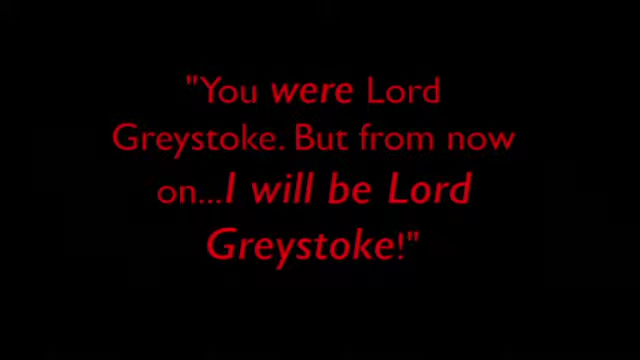 "You were Lord
Greystoke. But from now
on...I will be Lord
Greystoke!"